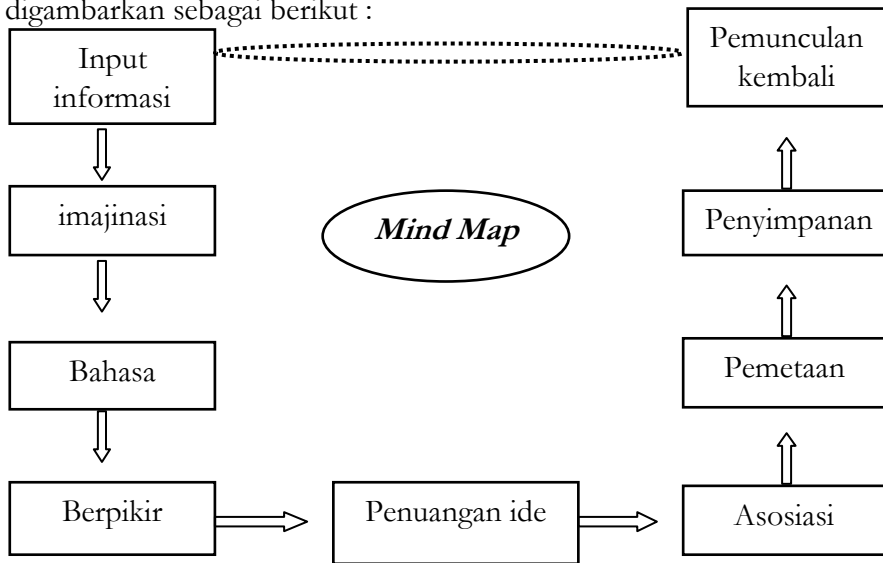 digambarkan sebagai berikut :
Input
informasi
imajinasi
Bahasa
Berpikir
Penuangan ide
Asosiasi
Pemetaan
Penyimpanan
Pemunculan
kembali
Mind Map